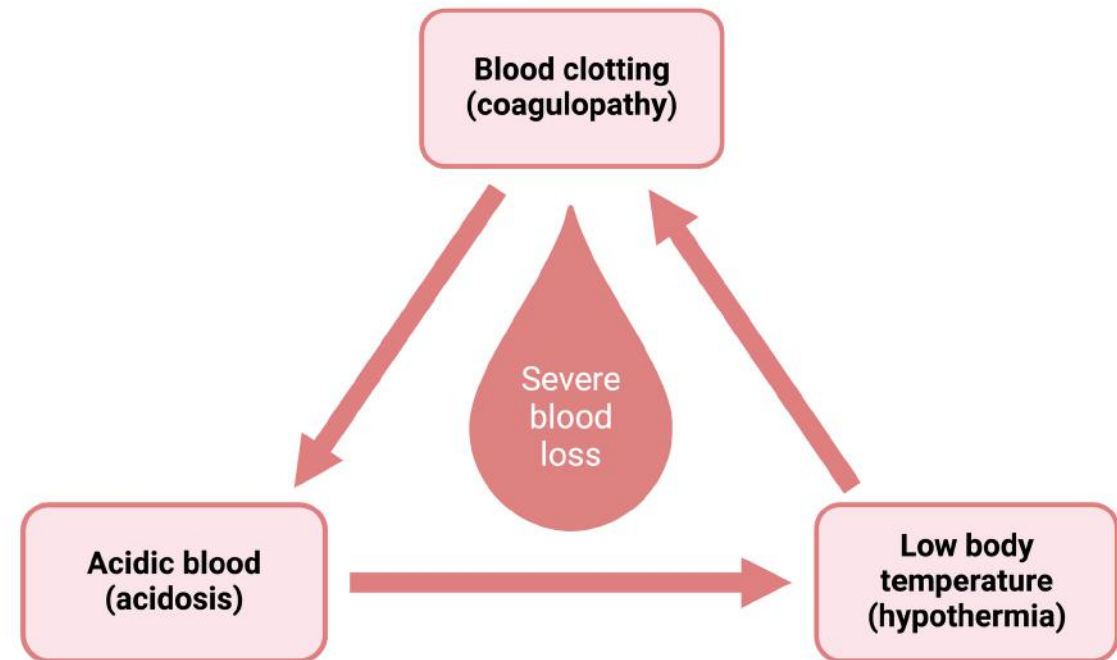 Blood clotting
(coagulopathy)
Severe
blood
loss
Acidic blood
(acidosis)
Low body
temperature
(hypothermia)